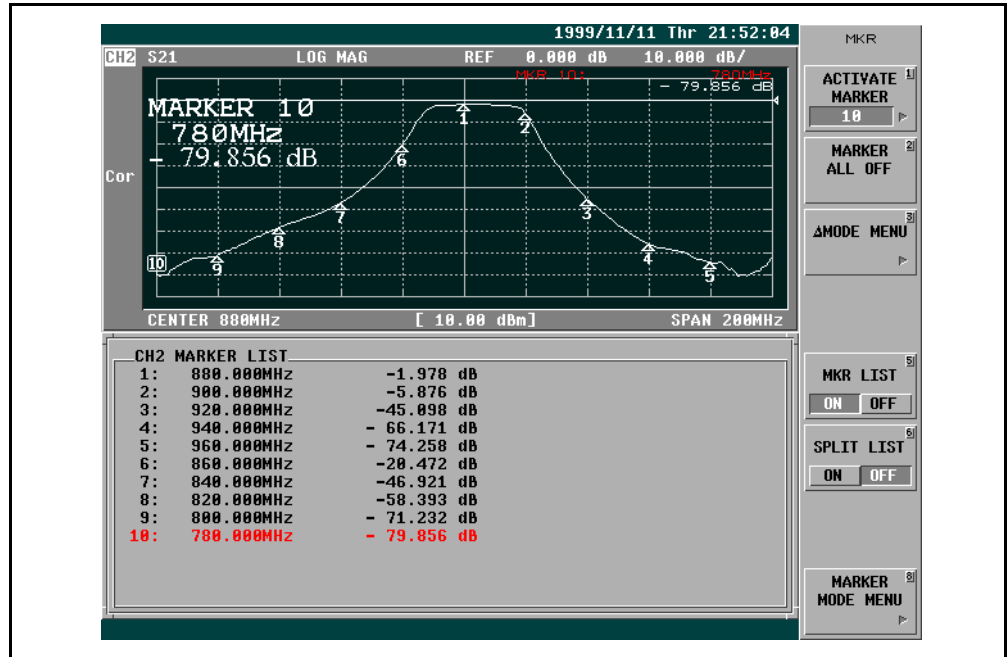 1999/11/11 Thr 21:52:04
CH2 S21 LOG MAG REF 0.000 dB 10.000 dB/
MKR 10: 780MHz
- 79.856 dB
MARKER 10
780MHz
- 79.856 dB
Cor
1
2
3
4
5
6
7
8
9
10
CENTER 880MHz [ 10.00 dBm] SPAN 200MHz
CH2 MARKER LIST
1: 880.000MHz -1.978 dB
2: 900.000MHz -5.876 dB
3: 920.000MHz -45.098 dB
4: 940.000MHz - 66.171 dB
5: 960.000MHz - 74.258 dB
6: 860.000MHz -20.472 dB
7: 840.000MHz -46.921 dB
8: 820.000MHz -58.393 dB
9: 800.000MHz - 71.232 dB
10: 780.000MHz - 79.856 dB
MKR
ACTIVATE 1
MARKER
10
MARKER 2
ALL OFF
3
ΔMODE MENU
5
MKR LIST
ON OFF
6
SPLIT LIST
ON OFF
MARKER 8
MODE MENU